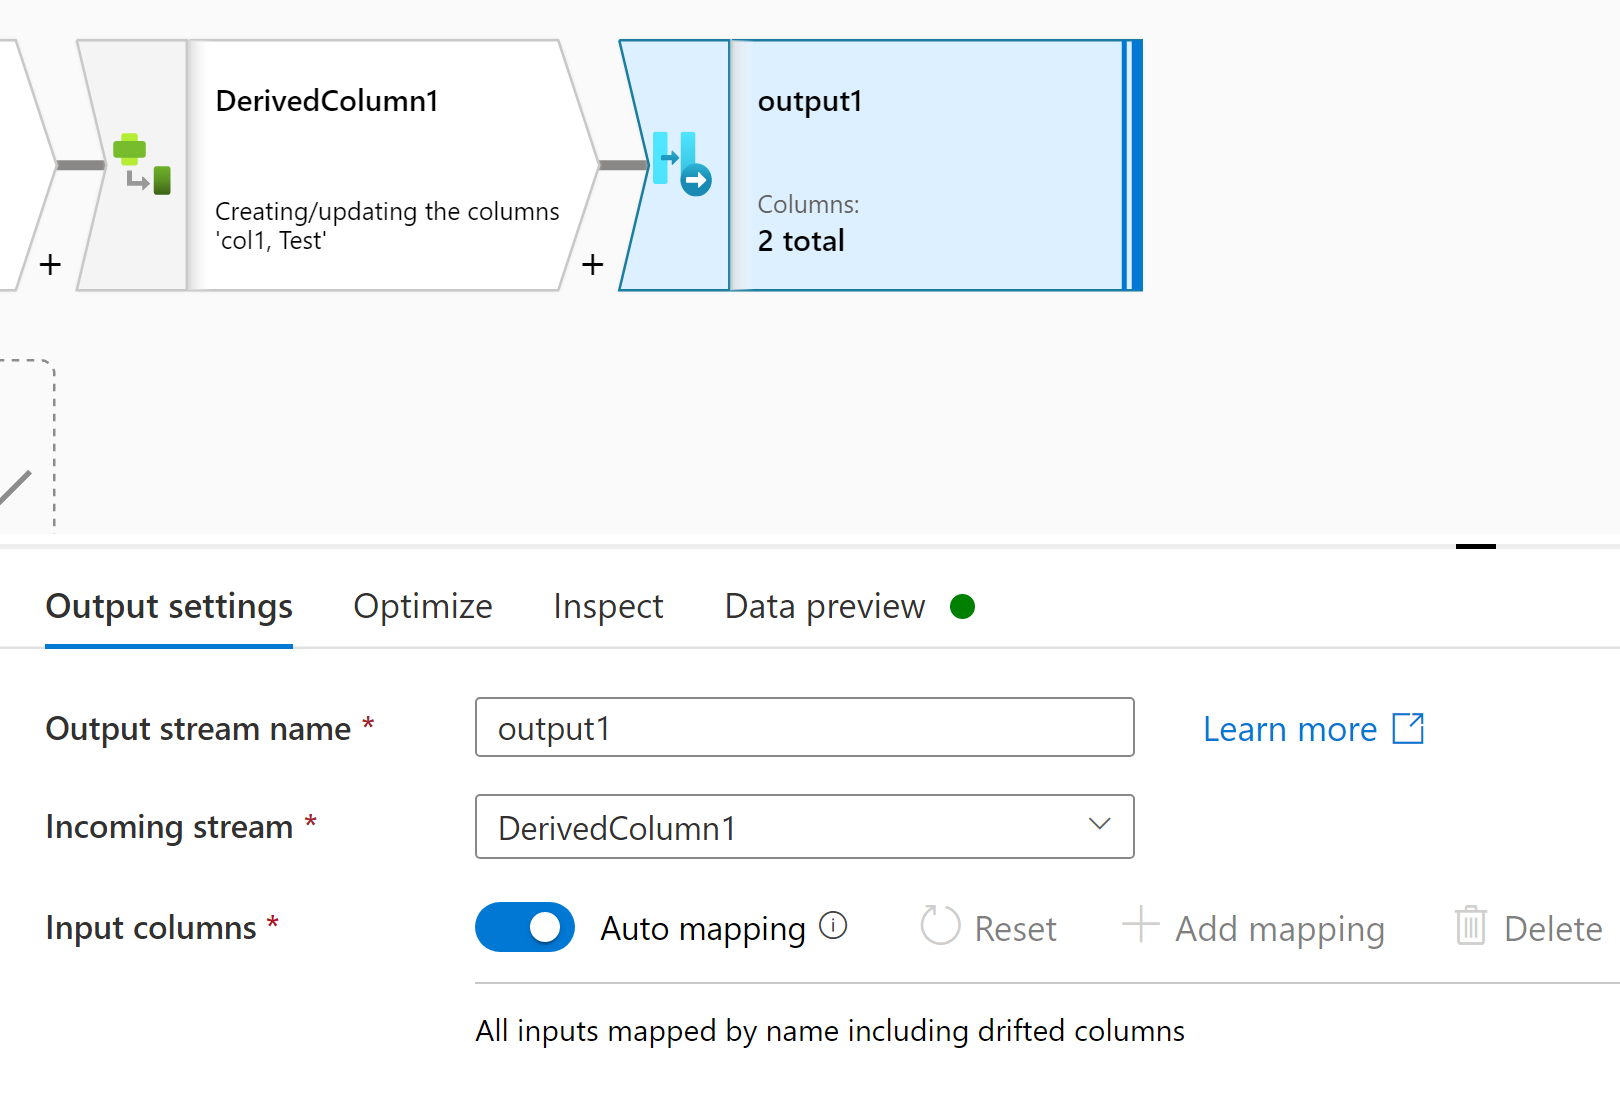 DerivedColumn1
Creating/updating the columns
'col1, Test'
+
output1
Columns:
2 total
+
Output settings
Optimize
Inspect
Data preview
Output stream name *
output1
Learn more
Incoming stream *
DerivedColumn1
Input columns *
Auto mapping
Reset
Add mapping
Delete
All inputs mapped by name including drifted columns